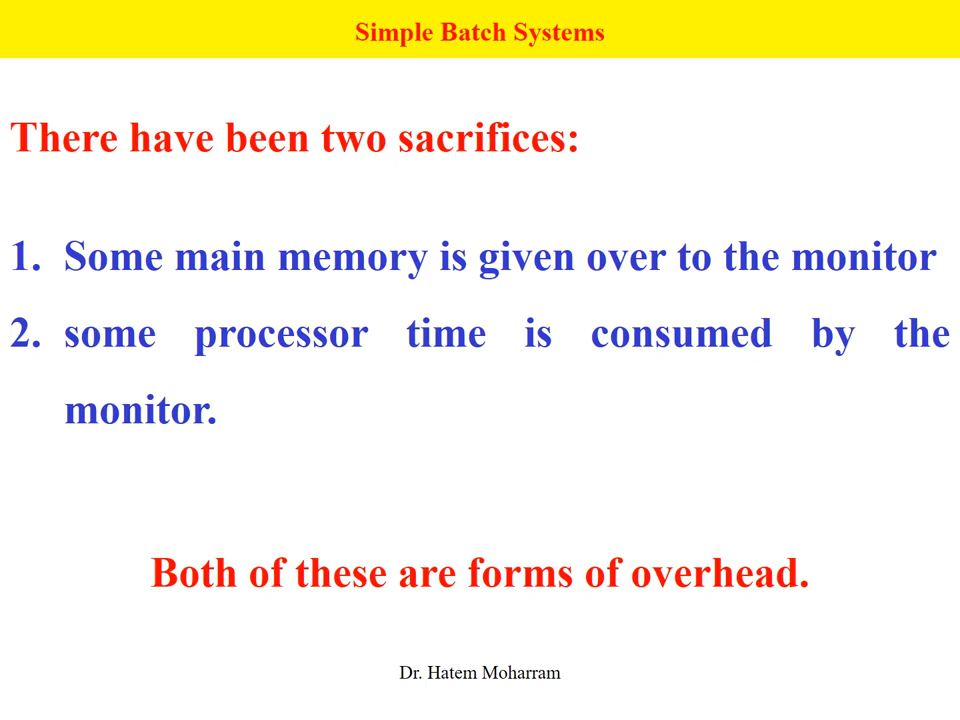 Simple Batch Systems
There have been two sacrifices:
1. Some main memory is given over to the monitor
2. some processor time is consumed by the
monitor.
Both of these are forms of overhead.
Dr. Hatem Moharram